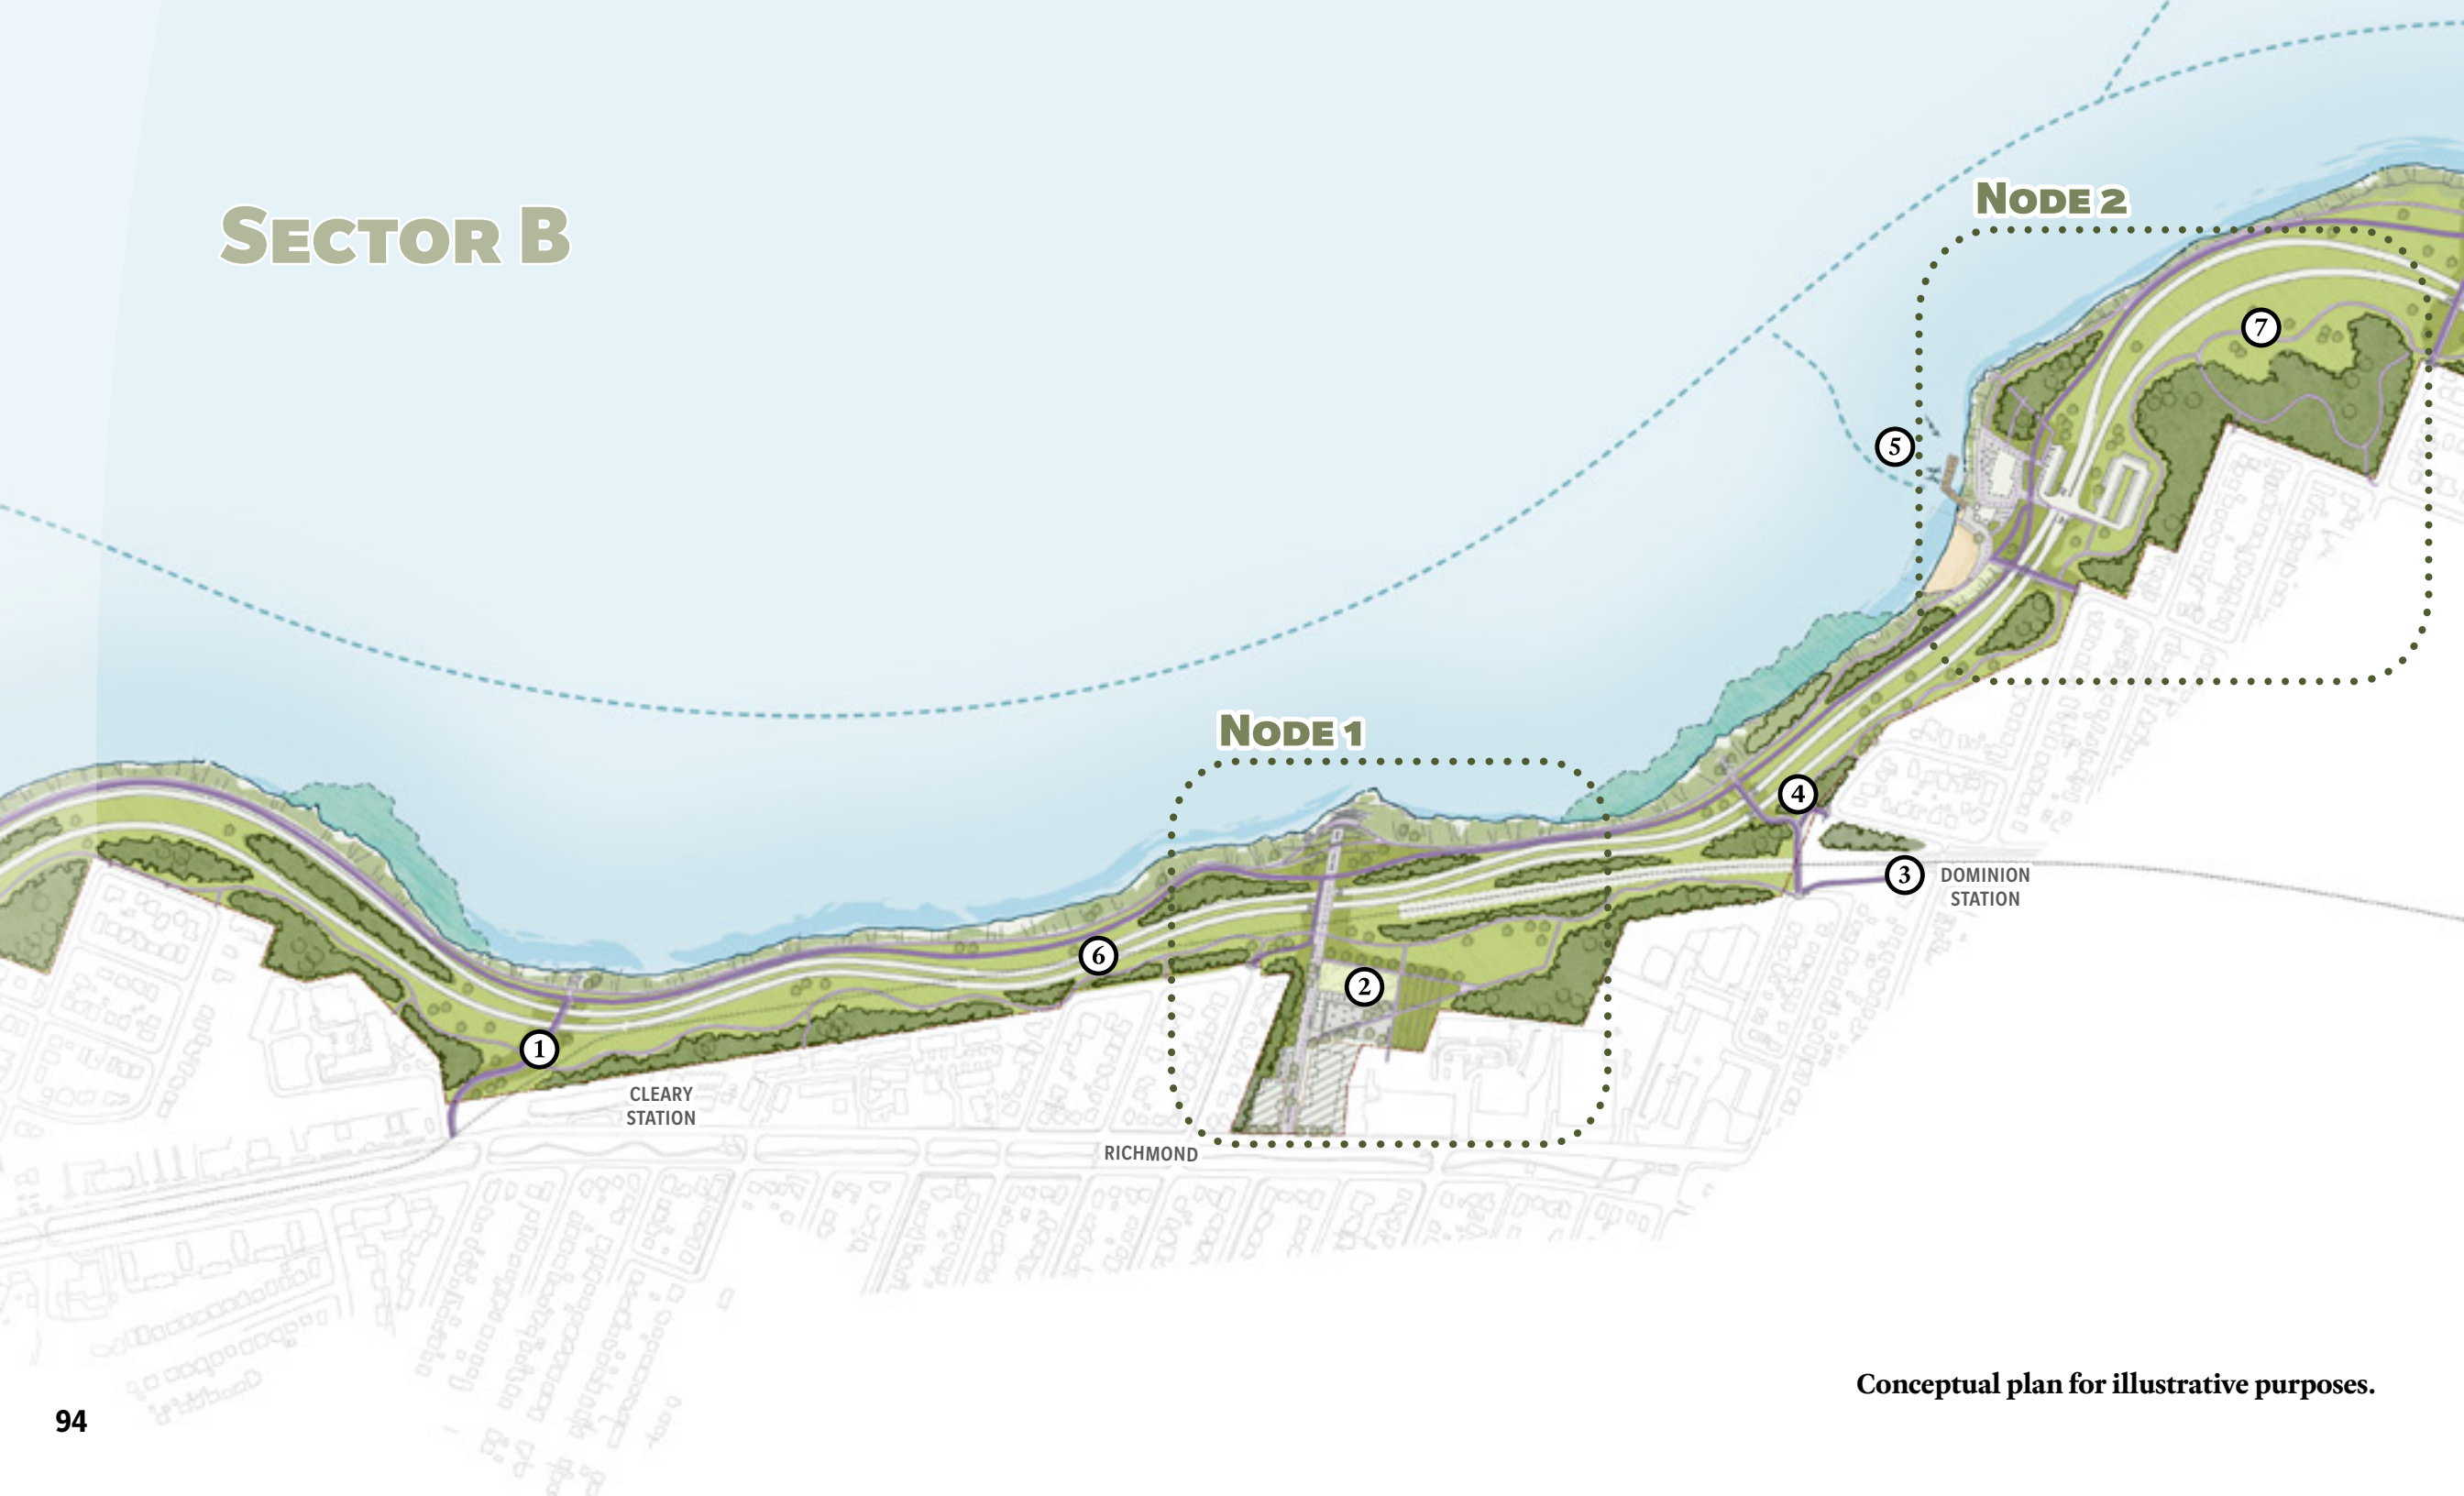 SECTOR B
NODE 2
7
5
NODE 1
4
3
DOMINION
STATION
6
2
1
CLEARY
STATION
RICHMOND
Conceptual plan for illustrative purposes.
94